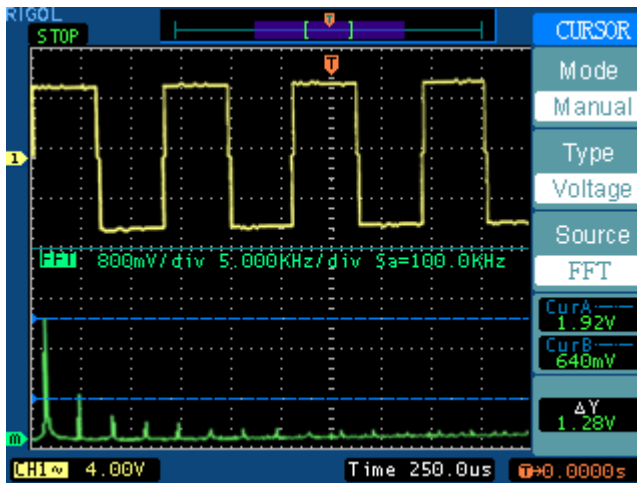 RIGOL
STOP
T
T
1
FFT: 800mV/div 5.000KHz/div Sa=100.0KHz
m
CH1~ 4.00V
Time 250.0us
T→0.0000s
CURSOR
Mode
Manual
Type
Voltage
Source
FFT
CurA
1.92V
CurB
640mV
ΔY
1.28V